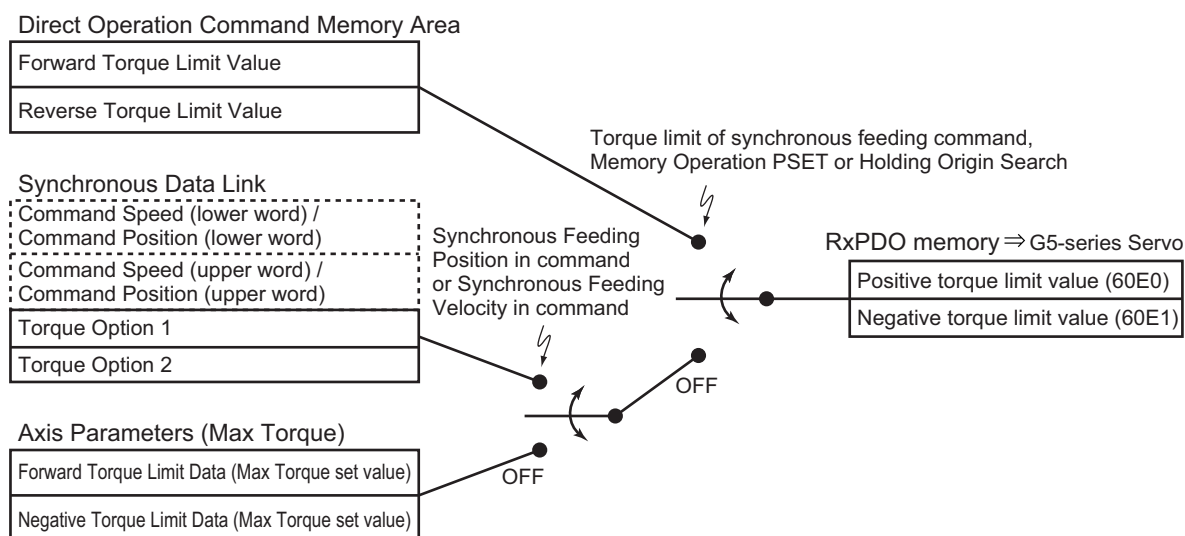 Direct Operation Command Memory Area
Forward Torque Limit Value
Reverse Torque Limit Value
Torque limit of synchronous feeding command,
Memory Operation PSET or Holding Origin Search
Synchronous Data Link
Command Speed (lower word) /
Command Position (lower word)
Command Speed (upper word) /
Command Position (upper word)
Torque Option 1
Torque Option 2
Synchronous Feeding
Position in command
or Synchronous Feeding
Velocity in command
RxPDO memory ⇒ G5-series Servo
Positive torque limit value (60E0)
Negative torque limit value (60E1)
OFF
Axis Parameters (Max Torque)
Forward Torque Limit Data (Max Torque set value)
Negative Torque Limit Data (Max Torque set value)
OFF